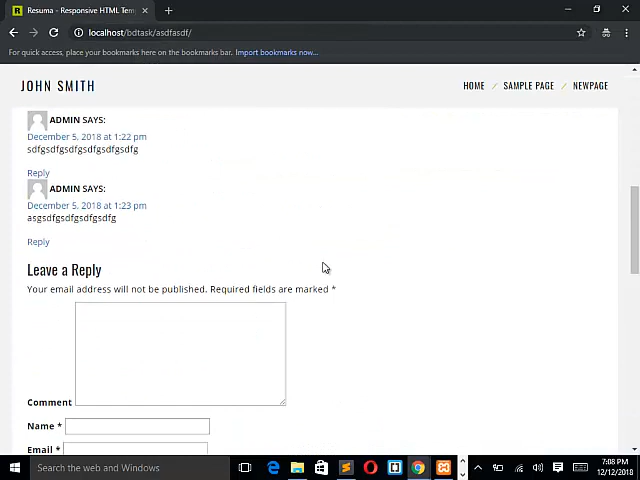 Resuma - Responsive HTML Tem
localhost/bdtask/asdfasdf/
For quick access, place your bookmarks here on the bookmarks bar. Import bookmarks now...
JOHN SMITH
HOME / SAMPLE PAGE / NEWPAGE
ADMIN SAYS:
December 5, 2018 at 1:22 pm
sdfgsdfgsdfgsdfgsdfgsdfg
Reply
ADMIN SAYS:
December 5, 2018 at 1:23 pm
asgsdfgsdfgsdfgsdfg
Reply
Leave a Reply
Your email address will not be published. Required fields are marked *
Comment
Name *
Email *
Search the web and Windows
7:08 PM
12/12/2018